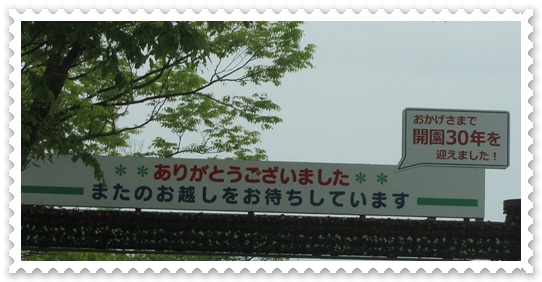 おかげさまで
開園30年を
迎えました！
＊＊ありがとうございました＊＊
またのお越しをお待ちしています